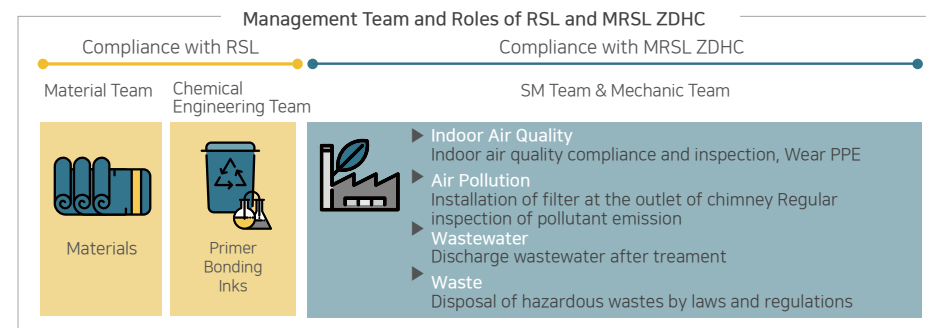 Management Team and Roles of RSL and MRSL ZDHC
Compliance with RSL
Compliance with MRSL ZDHC
Material Team
Chemical
Engineering Team
SM Team & Mechanic Team
Materials
Primer
Bonding
Inks
Indoor Air Quality
Indoor air quality compliance and inspection, Wear PPE
Air Pollution
Installation of filter at the outlet of chimney Regular
inspection of pollutant emission
Wastewater
Discharge wastewater after treament
Waste
Disposal of hazardous wastes by laws and regulations